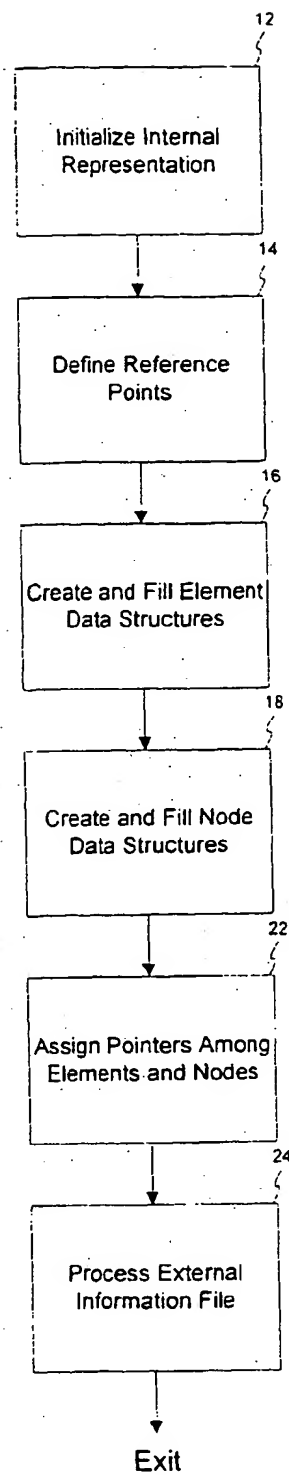 12
Initialize Internal
Representation
14
Define Reference
Points
16
Create and Fill Element
Data Structures
18
Create and Fill Node
Data Structures
22
Assign Pointers Among
Elements and Nodes
24
Process External
Information File
Exit